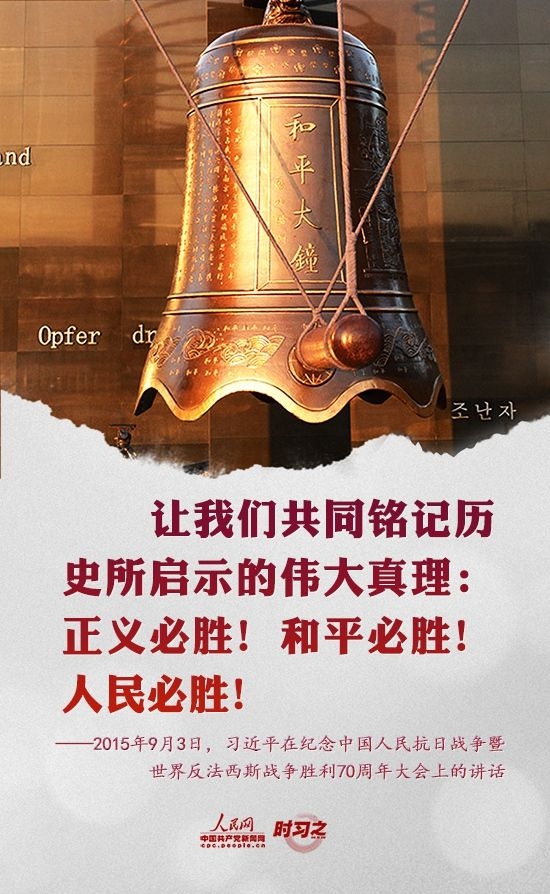 and
和平大鐘
Opfer dr
조난자
让我们共同铭记历
史所启示的伟大真理：
正义必胜！和平必胜！
人民必胜！
——2015年9月3日，习近平在纪念中国人民抗日战争暨
世界反法西斯战争胜利70周年大会上的讲话
人民网
中国共产党新闻网
cpc.people.cn
时习之